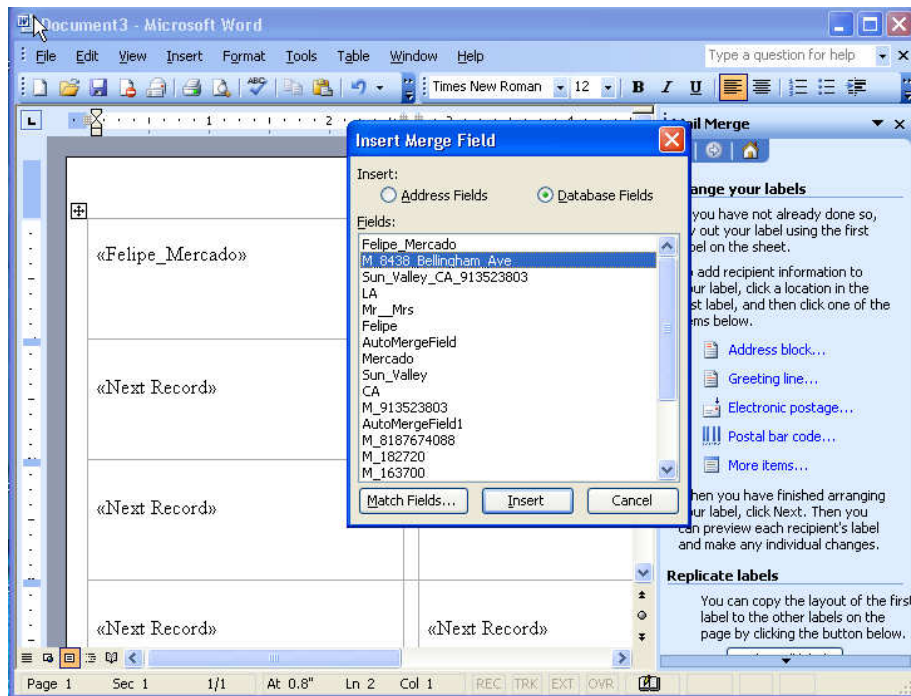 Document3 - Microsoft Word
File Edit View Insert Format Tools Table Window Help
Type a question for help
Times New Roman 12 B I U
1 2
Insert Merge Field
Mail Merge
Insert:
Address Fields Database Fields
Fields:
Felipe_Mercado
M_8438_Bellingham_Ave
Sun_Valley_CA_913523803
LA
Mr__Mrs
Felipe
AutoMergeField
Mercado
Sun_Valley
CA
M_913523803
AutoMergeField1
M_8187674088
M_182720
M_163700
Match Fields... Insert Cancel
«Felipe_Mercado»
«Next Record»
«Next Record»
«Next Record» «Next Record»
ange your labels
you have not already done so,
out your label using the first
el on the sheet.
add recipient information to
ur label, click a location in the
st label, and then click one of the
ms below.
Address block...
Greeting line...
Electronic postage...
Postal bar code...
More items...
hen you have finished arranging
ur label, click Next. Then you
can preview each recipient's label
and make any individual changes.
Replicate labels
You can copy the layout of the first
label to the other labels on the
page by clicking the button below.
Page 1 Sec 1 1/1 At 0.8" Ln 2 Col 1 REC TRK EXT OVR